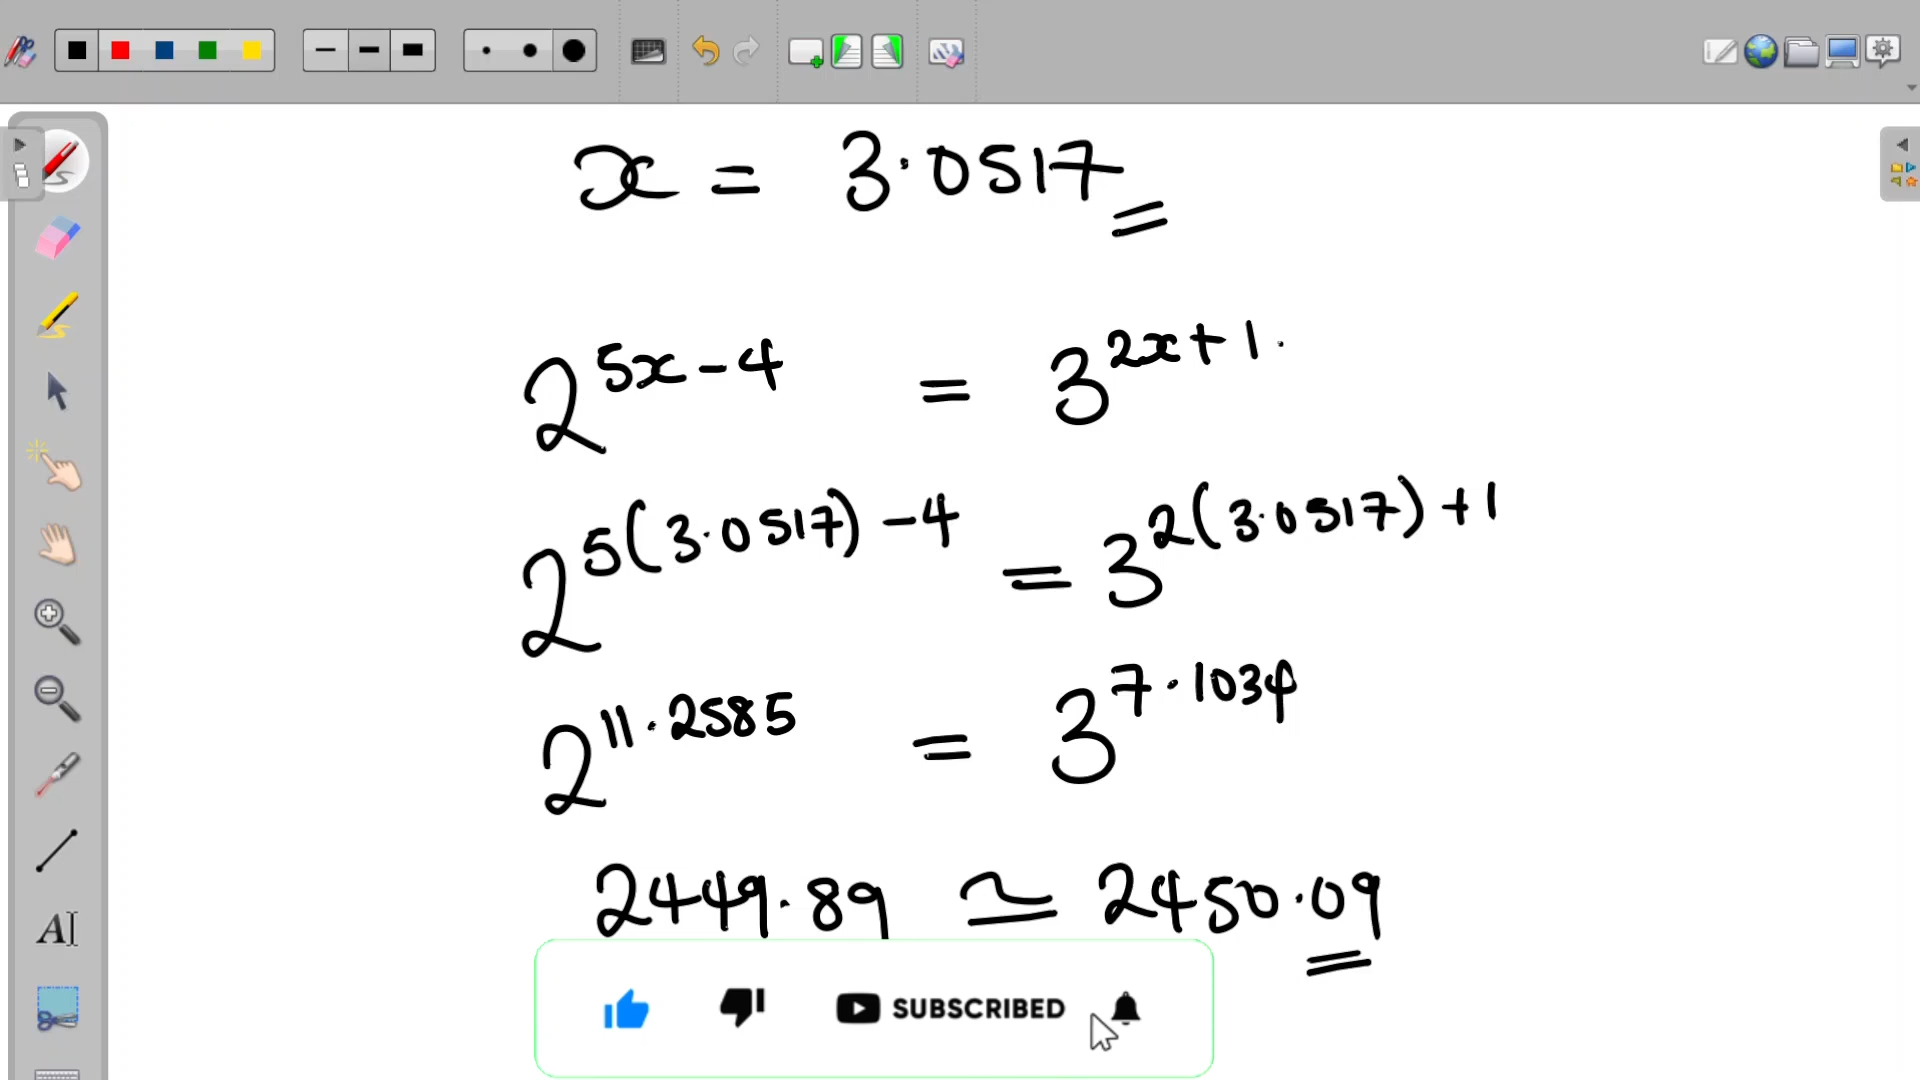 x = 3.0517
2^{5x-4} = 3^{2x+1}.
2^{5(3.0517)-4} = 3^{2(3.0517)+1}
2^{11.2585} = 3^{7.1034}
2449.89 ≃ 2450.09
SUBSCRIBED